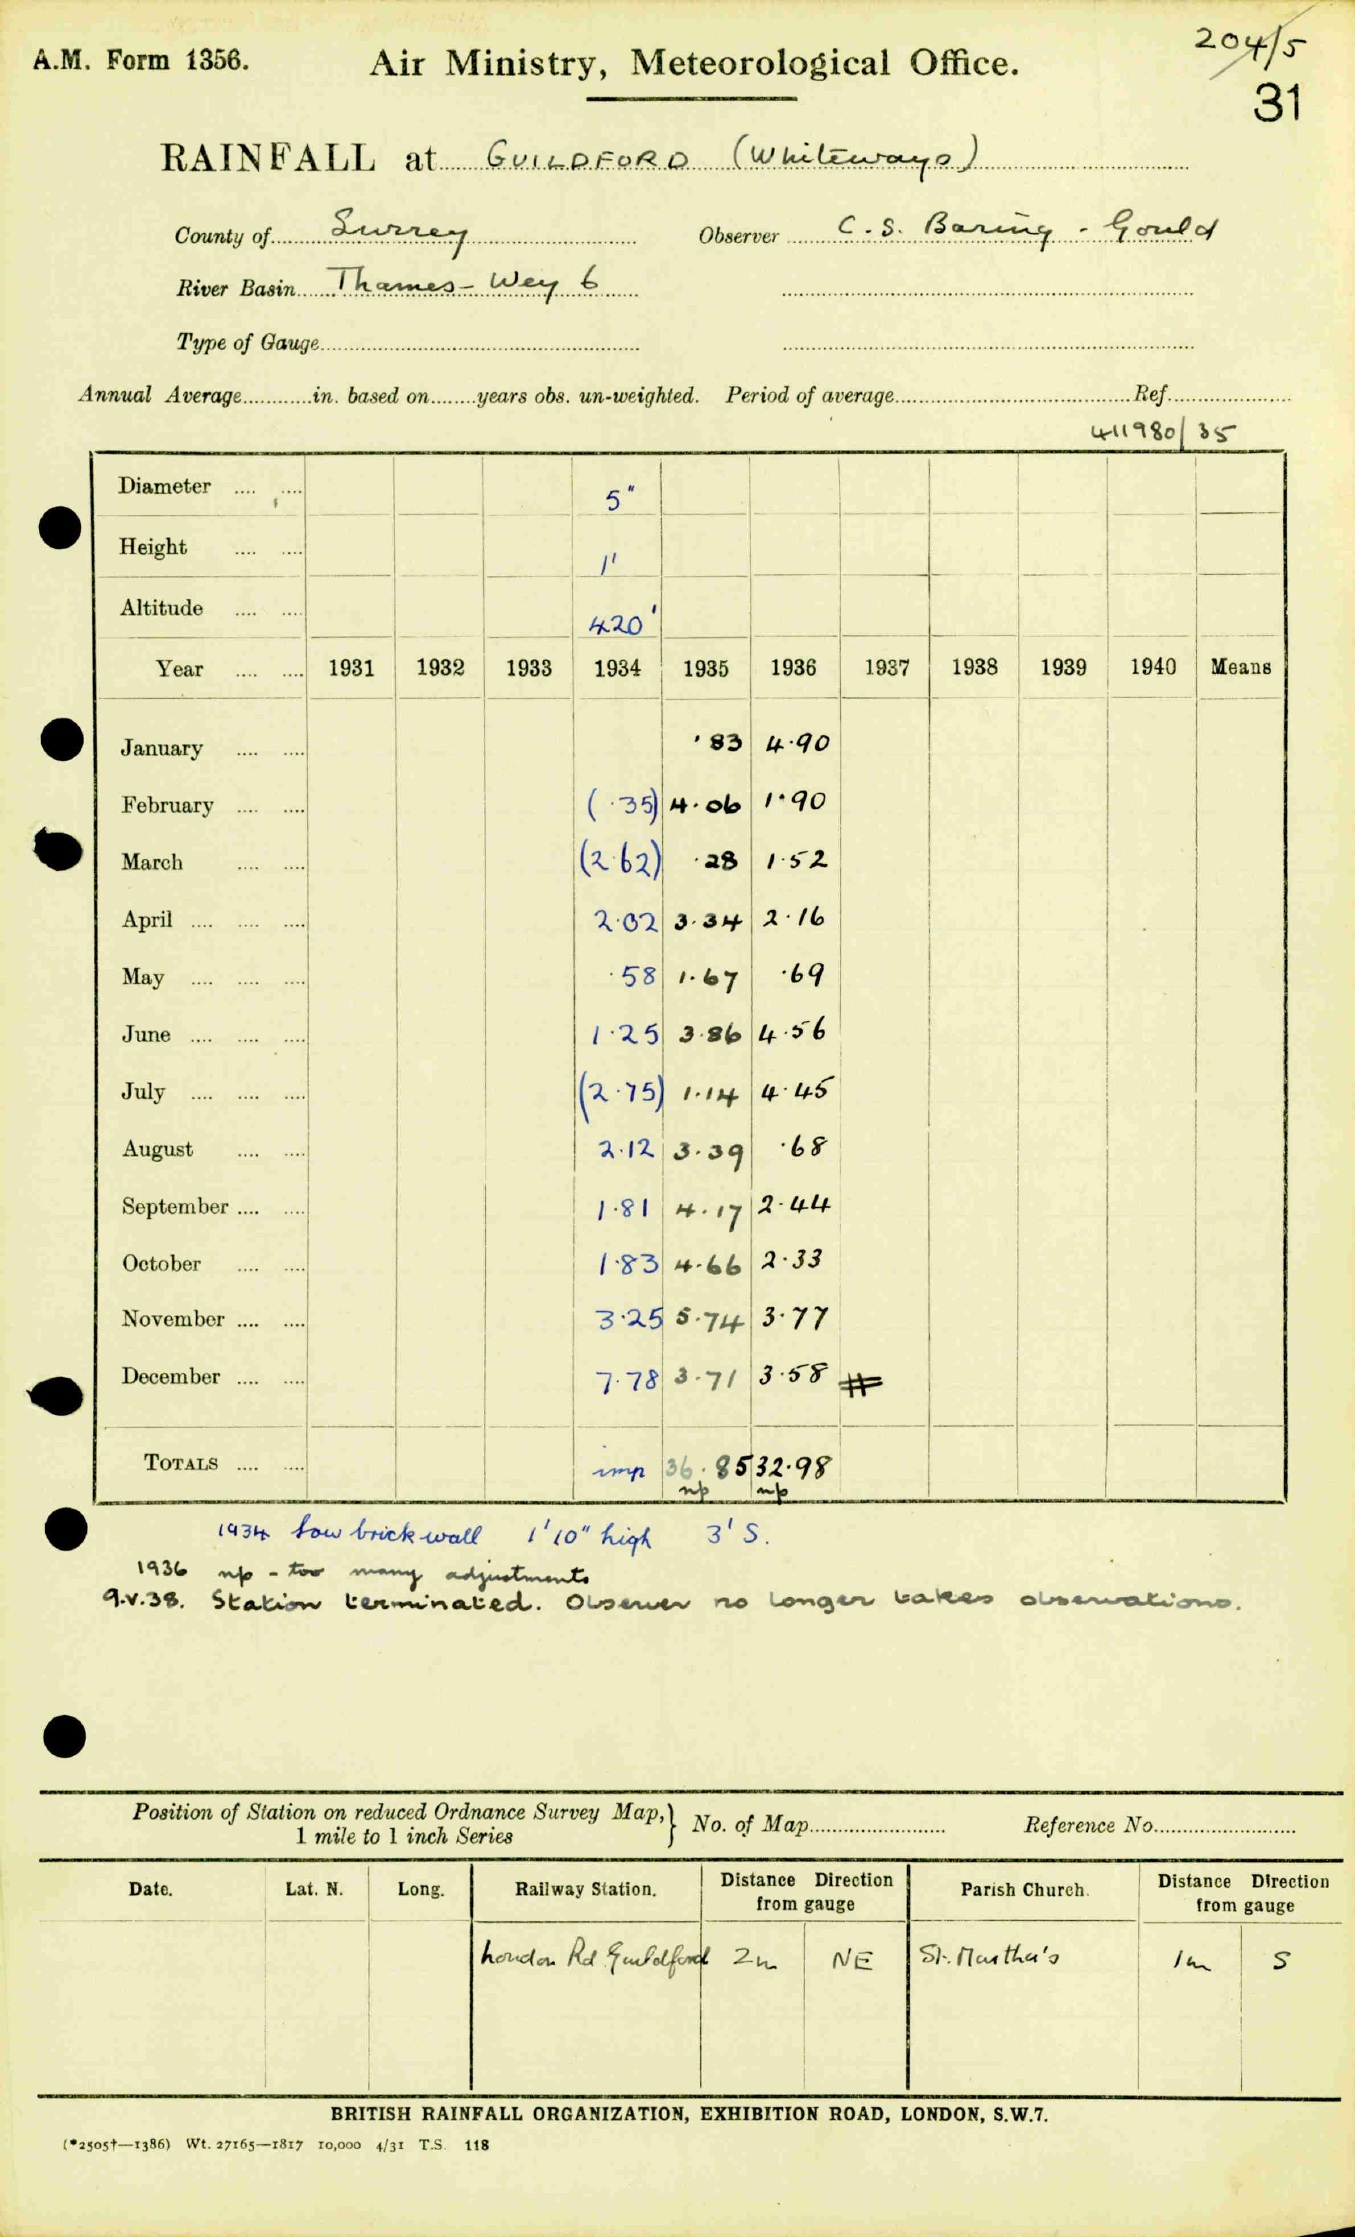 A.M. Form 1356. Air Ministry, Meteorological Office. 204/5
31
RAINFALL at GUILDFORD (Whiteways)
County of Surrey Observer C. S. Baring-Gould
River Basin Thames - Wey 6
Type of Gauge
Annual Average in. based on years obs. un-weighted. Period of average Ref.
411980/35
Diameter 5"
Height 1'
Altitude 420'
Year 1931 1932 1933 1934 1935 1936 1937 1938 1939 1940 Means
January ·83 4·90
February (·35) 4·06 1·90
March (2·62) ·28 1·52
April 2·02 3·34 2·16
May ·58 1·67 ·69
June 1·25 3·86 4·56
July (2·75) 1·14 4·45
August 2·12 3·39 ·68
September 1·81 4·17 2·44
October 1·83 4·66 2·33
November 3·25 5·74 3·77
December 7·78 3·71 3·58 #
TOTALS imp 36·85 32·98
np np
1934 Low brick wall 1'10" high 3' S.
1936 np - too many adjustments
9.V.38. Station terminated. Observer no longer takes observations.
Position of Station on reduced Ordnance Survey Map, } No. of Map Reference No.
1 mile to 1 inch Series
Date. Lat. N. Long. Railway Station. Distance Direction from gauge Parish Church. Distance Direction from gauge
London Rd Guildford 2m NE St. Martha's 1m S
BRITISH RAINFALL ORGANIZATION, EXHIBITION ROAD, LONDON, S.W.7.
(*2505†—1386) Wt. 27165—1817 10,000 4/31 T.S. 118